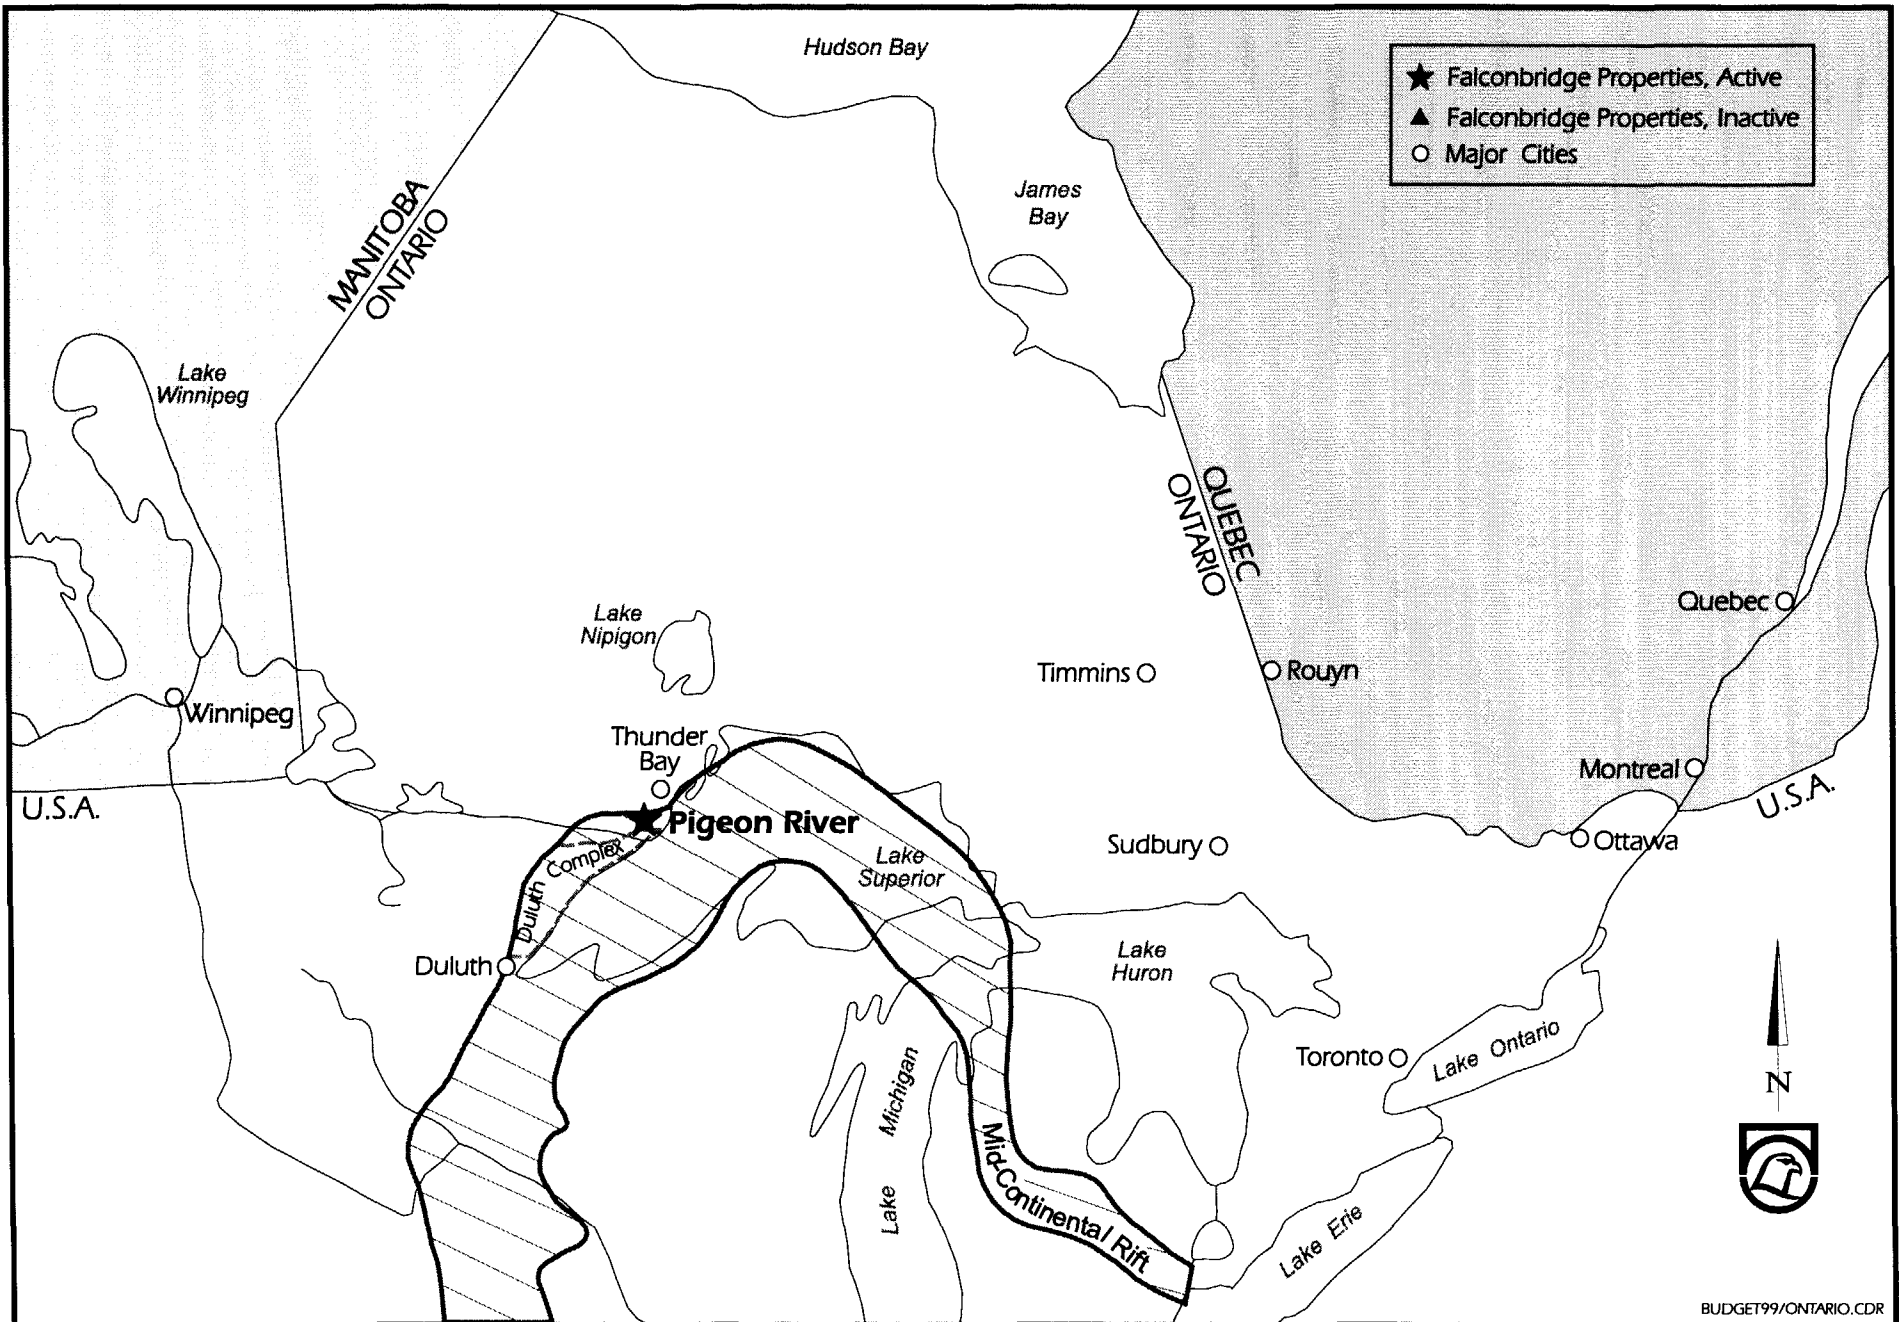 Hudson Bay
Falconbridge Properties, Active
Falconbridge Properties, Inactive
Major Cities
James
Bay
MANITOBA
ONTARIO
Lake
Winnipeg
QUEBEC
ONTARIO
Lake
Nipigon
Quebec
Timmins
Rouyn
Winnipeg
Thunder
Bay
Montreal
U.S.A.
U.S.A.
Pigeon River
Sudbury
Ottawa
Lake
Superior
Duluth Complex
Duluth
Lake
Huron
Toronto
Lake Ontario
Lake Michigan
N
Mid-Continental Rift
Lake Erie
BUDGET99/ONTARIO.CDR